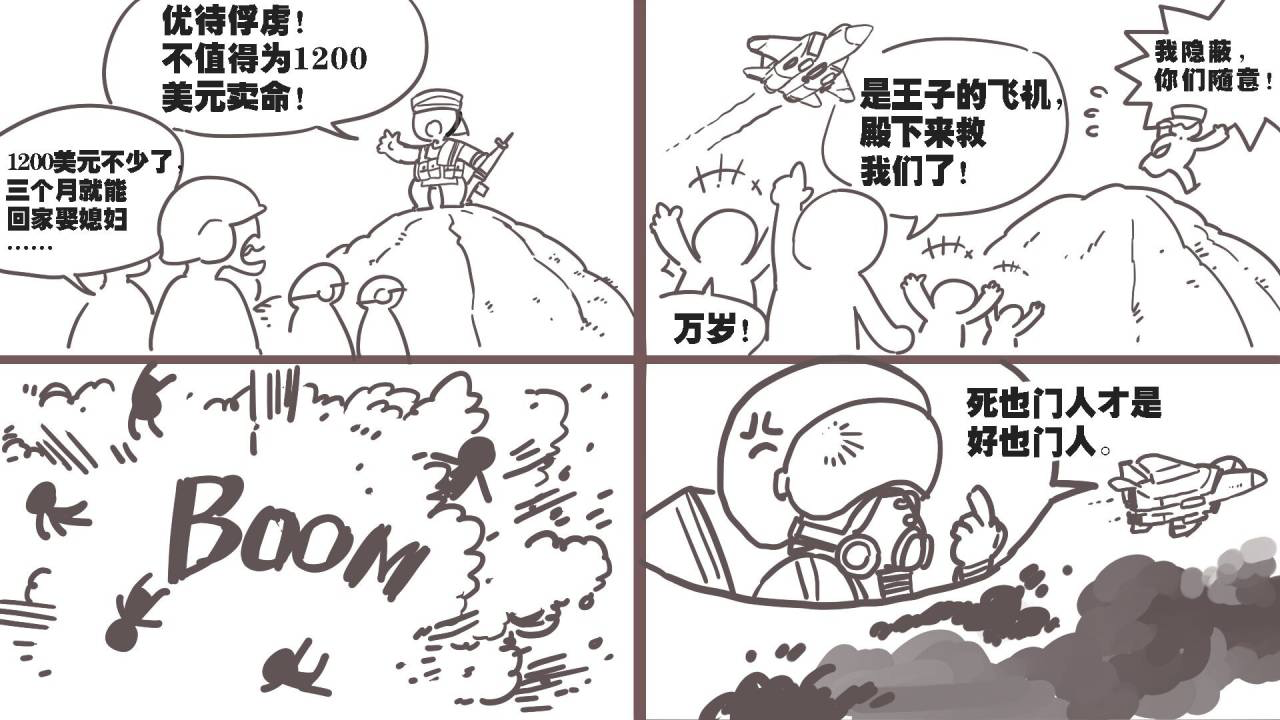 优待俘虏！
不值得为1200
美元卖命！
1200美元不少了，
三个月就能
回家娶媳妇
……
是王子的飞机，
殿下来救
我们了！
我隐蔽，
你们随意！
万岁！
BOOM
死也门人才是
好也门人。